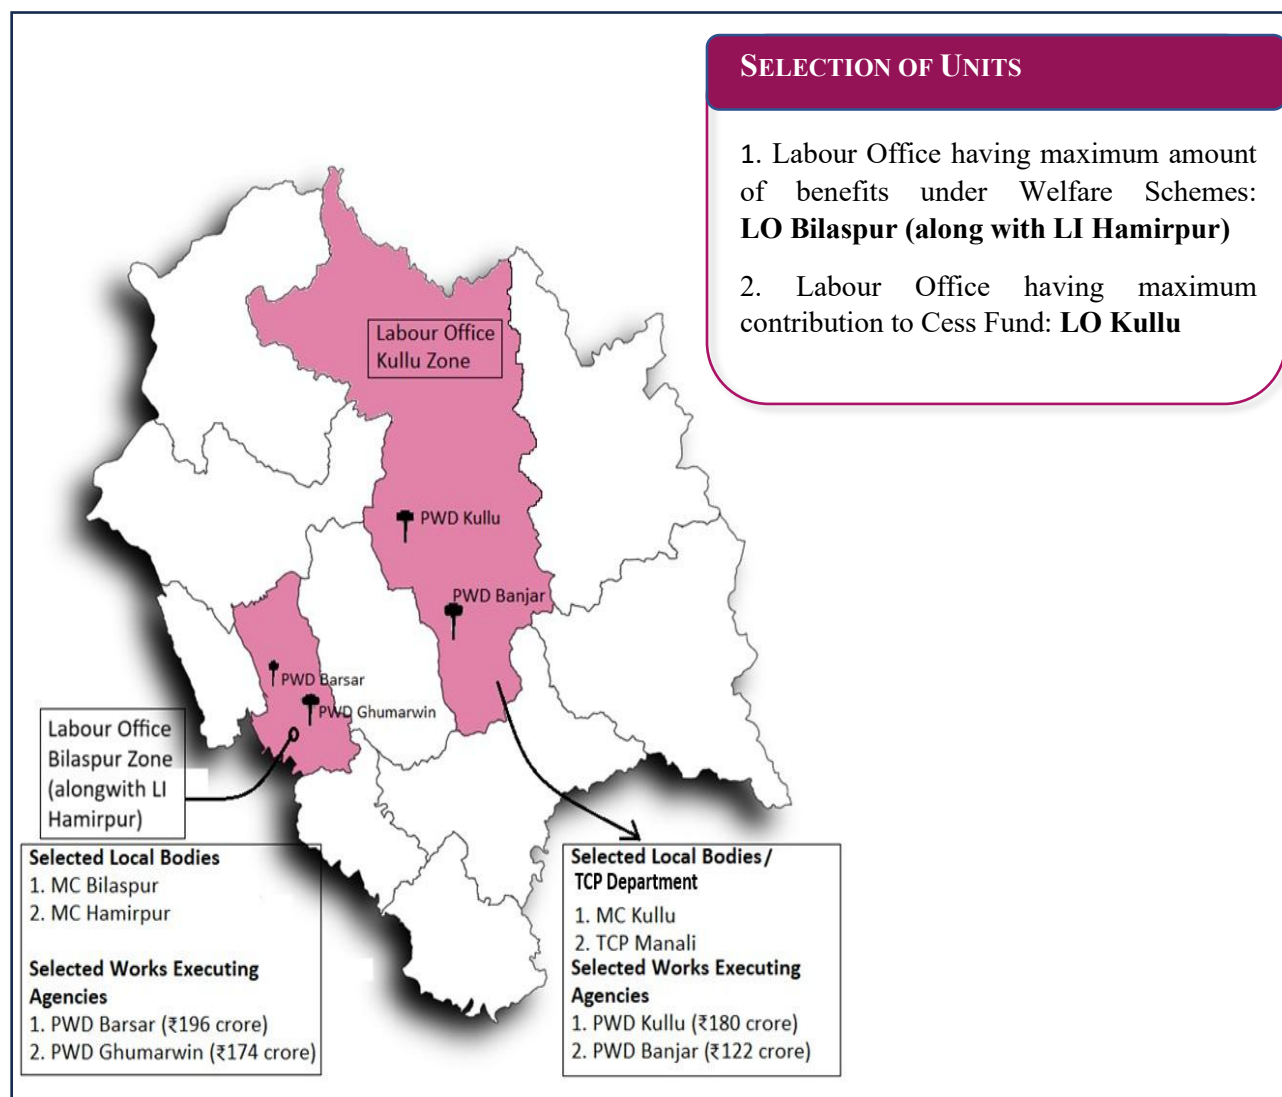 SELECTION OF UNITS
1. Labour Office having maximum amount
of benefits under Welfare Schemes:
LO Bilaspur (along with LI Hamirpur)
2. Labour Office having maximum
contribution to Cess Fund: LO Kullu
Labour Office
Kullu Zone
PWD Kullu
PWD Banjar
PWD Barsar
PWD Ghumarwin
Labour Office
Bilaspur Zone
(alongwith LI
Hamirpur)
Selected Local Bodies
1. MC Bilaspur
2. MC Hamirpur
Selected Works Executing
Agencies
1. PWD Barsar (₹196 crore)
2. PWD Ghumarwin (₹174 crore)
Selected Local Bodies/
TCP Department
1. MC Kullu
2. TCP Manali
Selected Works Executing
Agencies
1. PWD Kullu (₹180 crore)
2. PWD Banjar (₹122 crore)